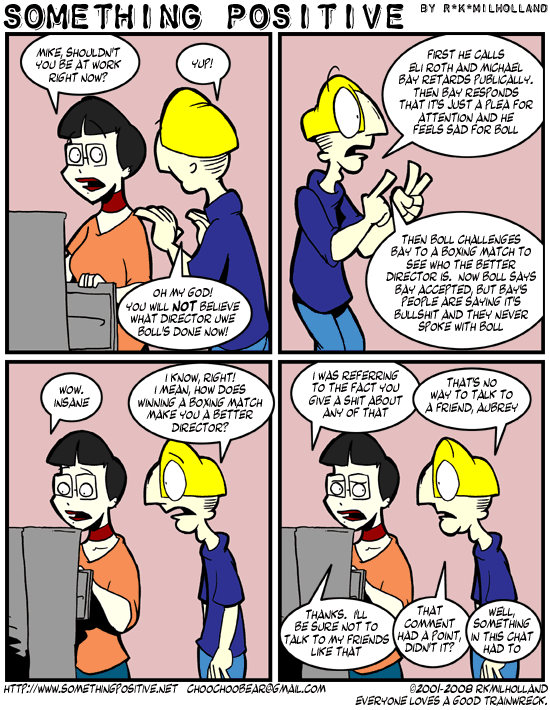 SOMETHING POSITIVE BY R*K*MILHOLLAND
MIKE, SHOULDN'T
YOU BE AT WORK
RIGHT NOW?
YUP!
OH MY GOD!
YOU WILL NOT BELIEVE
WHAT DIRECTOR UWE
BOLL'S DONE NOW!
FIRST HE CALLS
ELI ROTH AND MICHAEL
BAY RETARDS PUBLICALLY.
THEN BAY RESPONDS
THAT IT'S JUST A PLEA FOR
ATTENTION AND HE
FEELS SAD FOR BOLL
THEN BOLL CHALLENGES
BAY TO A BOXING MATCH TO
SEE WHO THE BETTER
DIRECTOR IS. NOW BOLL SAYS
BAY ACCEPTED, BUT BAY'S
PEOPLE ARE SAYING IT'S
BULLSHIT AND THEY NEVER
SPOKE WITH BOLL
WOW.
INSANE
I KNOW, RIGHT!
I MEAN, HOW DOES
WINNING A BOXING MATCH
MAKE YOU A BETTER
DIRECTOR?
I WAS REFERRING
TO THE FACT YOU
GIVE A SHIT ABOUT
ANY OF THAT
THAT'S NO
WAY TO TALK TO
A FRIEND, AUBREY
THANKS. I'LL
BE SURE NOT TO
TALK TO MY FRIENDS
LIKE THAT
THAT
COMMENT
HAD A POINT,
DIDN'T IT?
WELL,
SOMETHING
IN THIS CHAT
HAD TO
HTTP://WWW.SOMETHINGPOSITIVE.NET CHOOCHOOBEAR@GMAIL.COM
©2001-2008 RKMILHOLLAND
EVERYONE LOVES A GOOD TRAINWRECK.